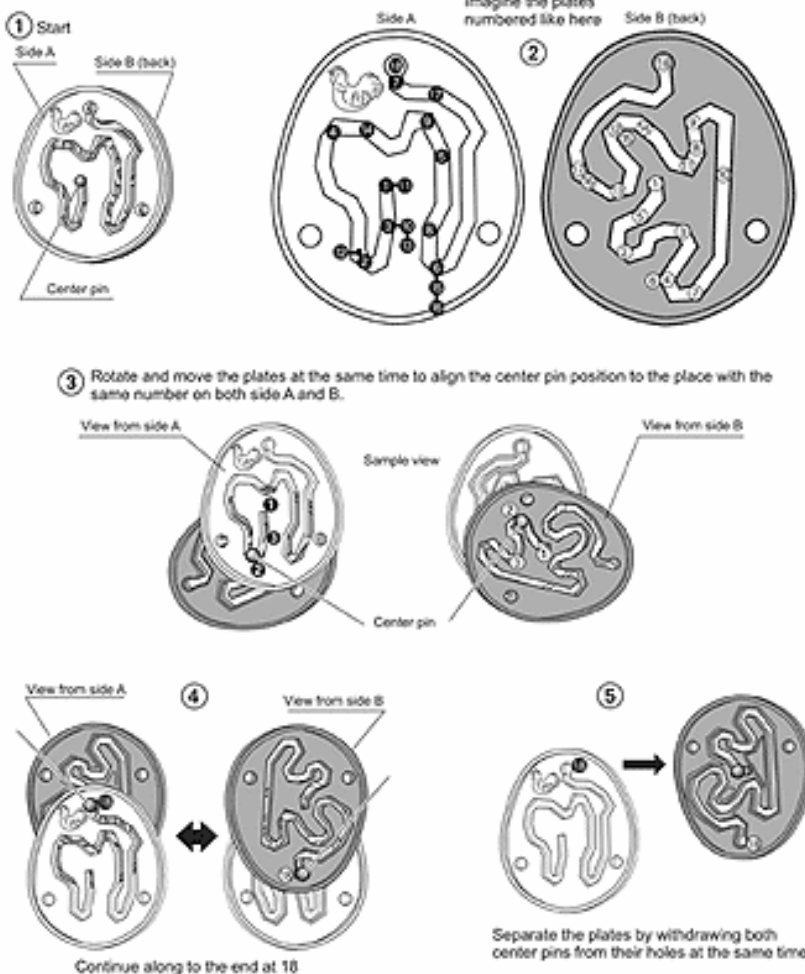 ① Start
Side A
Side B (back)
Center pin
Side A
Imagine the plates
numbered like here
②
Side B (back)
③ Rotate and move the plates at the same time to align the center pin position to the place with the
same number on both side A and B.
View from side A
Sample view
View from side B
1
3
2
Center pin
View from side A
④
View from side B
⑤
Continue along to the end at 18
Separate the plates by withdrawing both
center pins from their holes at the same time